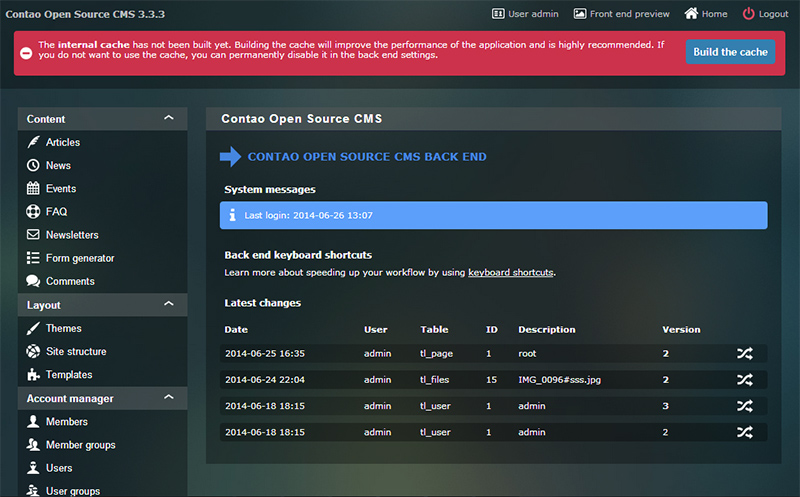 Contao Open Source CMS 3.3.3
User admin Front end preview Home Logout
The internal cache has not been built yet. Building the cache will improve the performance of the application and is highly recommended. If
you do not want to use the cache, you can permanently disable it in the back end settings.
Build the cache
Content
Articles
News
Events
FAQ
Newsletters
Form generator
Comments
Layout
Themes
Site structure
Templates
Account manager
Members
Member groups
Users
User groups
Contao Open Source CMS
CONTAO OPEN SOURCE CMS BACK END
System messages
Last login: 2014-06-26 13:07
Back end keyboard shortcuts
Learn more about speeding up your workflow by using keyboard shortcuts.
Latest changes
Date User Table ID Description Version
2014-06-25 16:35 admin tl_page 1 root 2
2014-06-24 22:04 admin tl_files 15 IMG_0096#sss.jpg 2
2014-06-18 18:15 admin tl_user 1 admin 3
2014-06-18 18:15 admin tl_user 1 admin 2